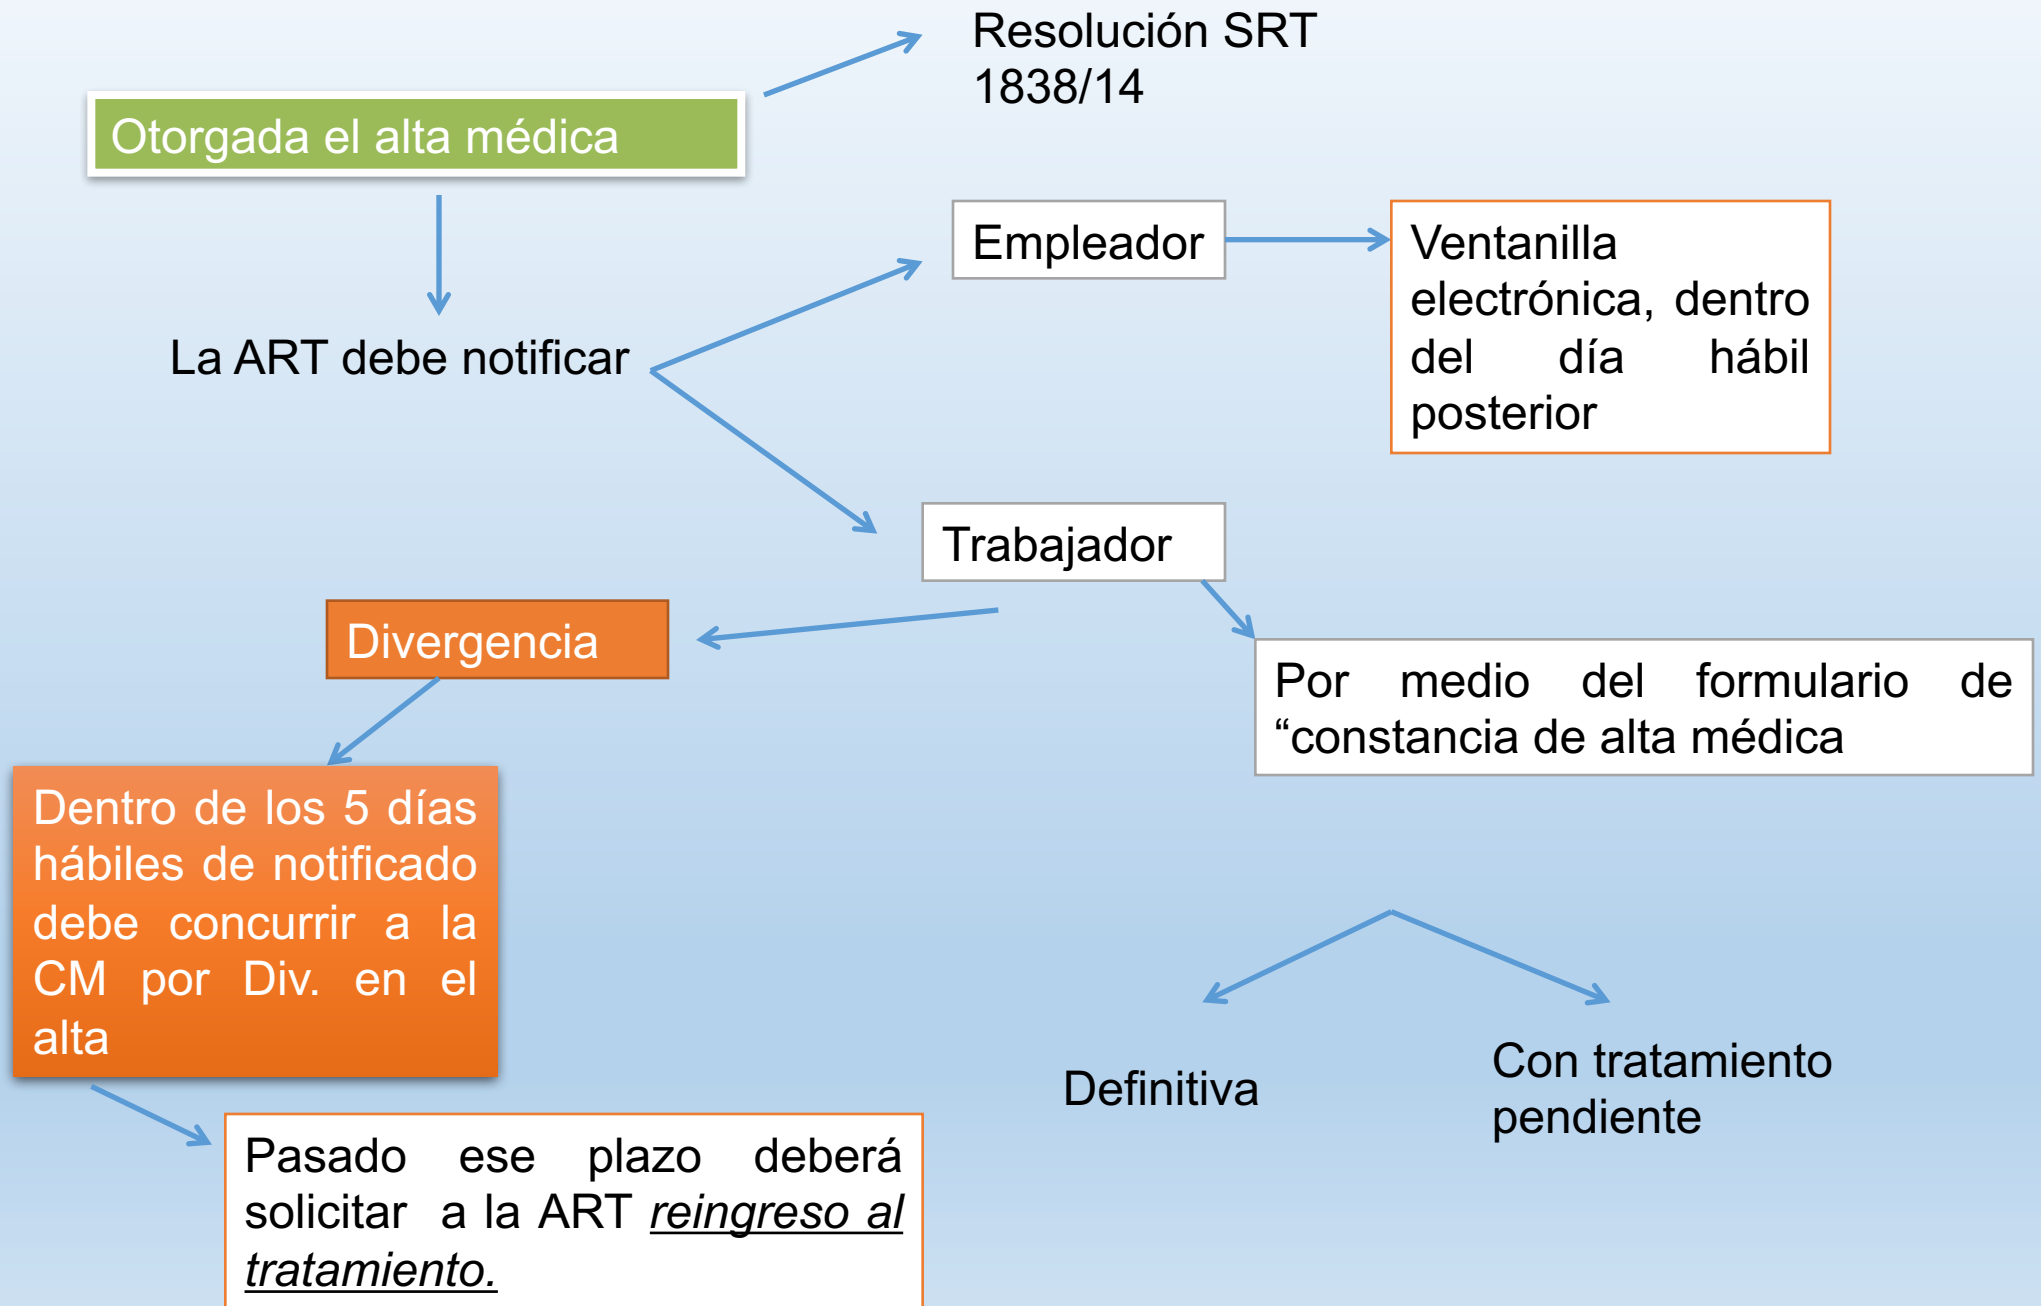 Resolución SRT
1838/14
Otorgada el alta médica
Empleador
Ventanilla
electrónica, dentro
del día hábil
posterior
La ART debe notificar
Trabajador
Divergencia
Por medio del formulario de
“constancia de alta médica
Dentro de los 5 días
hábiles de notificado
debe concurrir a la
CM por Div. en el
alta
Definitiva
Con tratamiento
pendiente
Pasado ese plazo deberá
solicitar a la ART reingreso al
tratamiento.